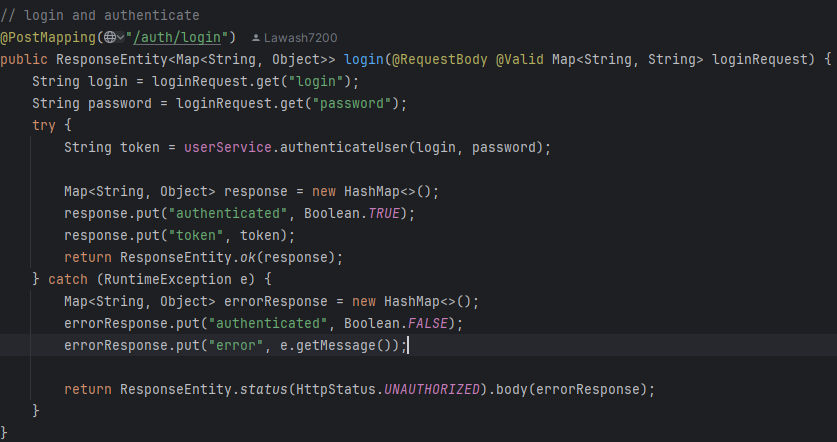 // login and authenticate
@PostMapping("/auth/login") Lawash7200
public ResponseEntity<Map<String, Object>> login(@RequestBody @Valid Map<String, String> loginRequest) {
    String login = loginRequest.get("login");
    String password = loginRequest.get("password");
    try {
        String token = userService.authenticateUser(login, password);

        Map<String, Object> response = new HashMap<>();
        response.put("authenticated", Boolean.TRUE);
        response.put("token", token);
        return ResponseEntity.ok(response);
    } catch (RuntimeException e) {
        Map<String, Object> errorResponse = new HashMap<>();
        errorResponse.put("authenticated", Boolean.FALSE);
        errorResponse.put("error", e.getMessage());

        return ResponseEntity.status(HttpStatus.UNAUTHORIZED).body(errorResponse);
    }
}